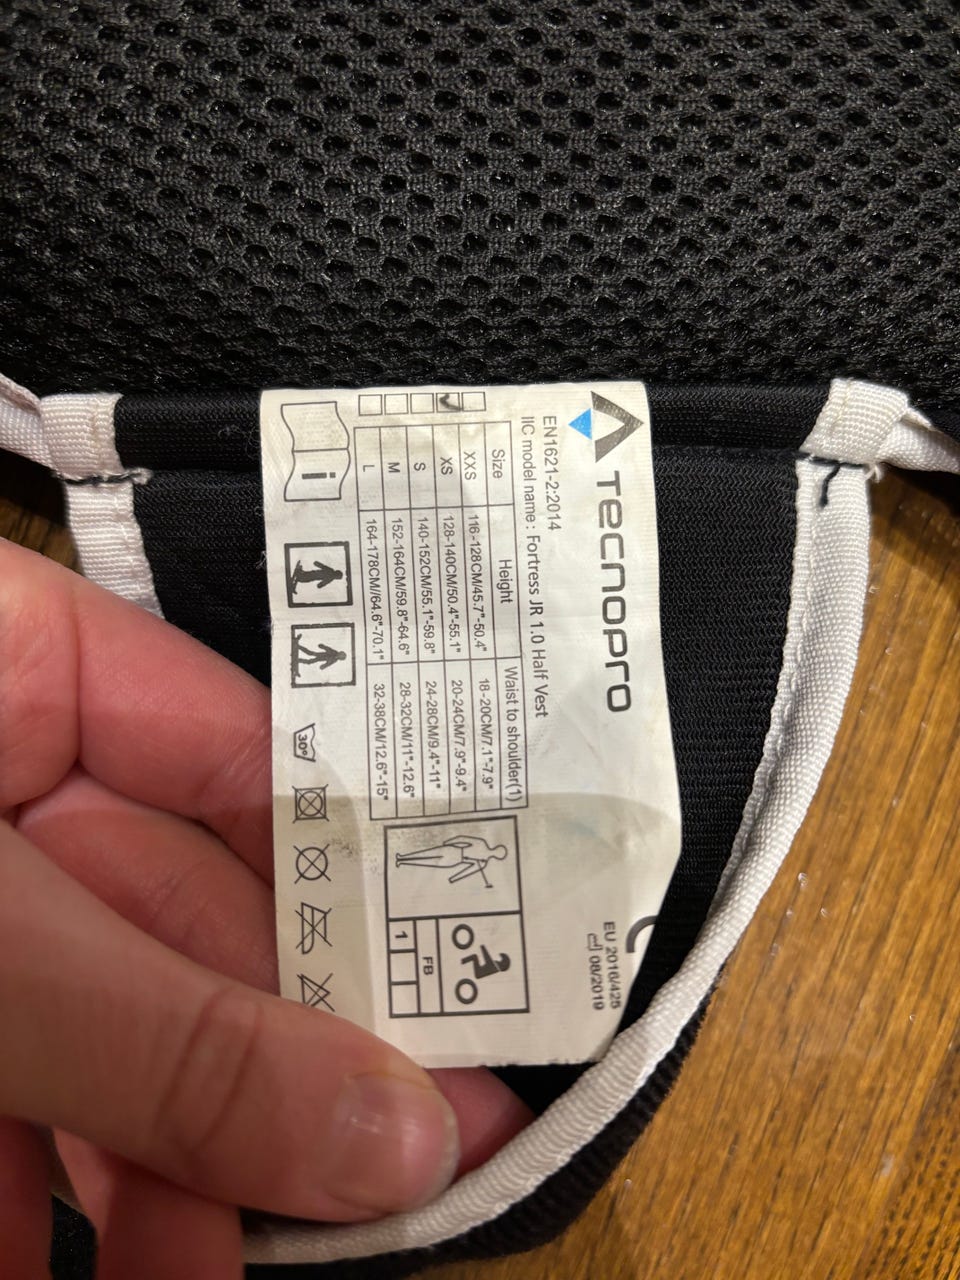 TECNOPRO
EN1621-2:2014
IIC model name : Fortress JR 1.0 Half Vest
Size Height Waist to shoulder(1)
XXS 116-128CM/45.7"-50.4" 18-20CM/7.1"-7.9"
XS 128-140CM/50.4"-55.1" 20-24CM/7.9"-9.4"
S 140-152CM/55.1"-59.8" 24-28CM/9.4"-11"
M 152-164CM/59.8"-64.6" 28-32CM/11"-12.6"
L 164-178CM//64.6"-70.1" 32-38CM/12.6"-15"
FB
1
EU 2016/425
08/2019
i
30°